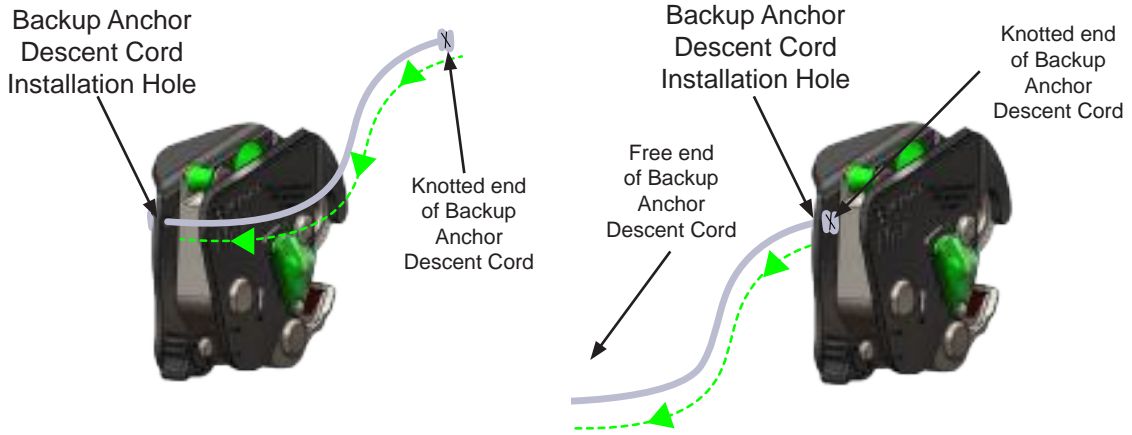 Backup Anchor
Descent Cord
Installation Hole
Knotted end
of Backup
Anchor
Descent Cord
Backup Anchor
Descent Cord
Installation Hole
Knotted end
of Backup
Anchor
Descent Cord
Free end
of Backup
Anchor
Descent Cord